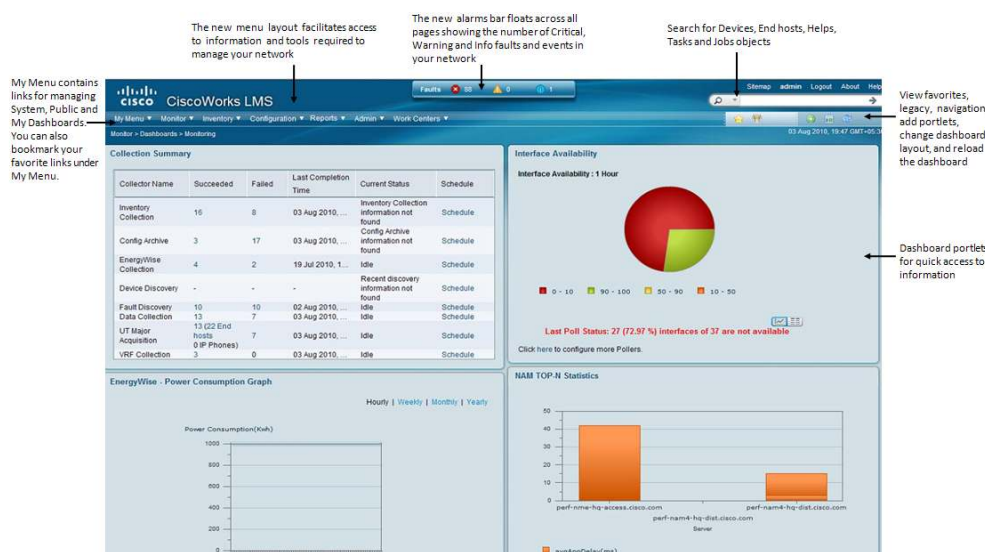 The new menu layout facilitates access
to information and tools required to
manage your network
The new alarms bar floats across all
pages showing the number of Critical,
Warning and Info faults and events in
your network
Search for Devices, End hosts, Helps,
Tasks and Jobs objects
My Menu contains
links for managing
System, Public and
My Dashboards.
You can also
bookmark your
favorite links under
My Menu.
View favorites,
legacy, navigation
add portlets,
change dashboard
layout, and reload
the dashboard
Dashboard portlet
for quick access to
information
CISCO CiscoWorks LMS
Faults 88 0 1
Sitemap admin Logout About Help
My Menu Monitor Inventory Configuration Reports Admin Work Centers
Monitor > Dashboards > Monitoring
03 Aug 2010, 19:47 GMT+05:30
Collection Summary
Collector Name Succeeded Failed Last Completion Time Current Status Schedule
Inventory Collection 16 8 03 Aug 2010, ... Inventory Collection information not found Schedule
Config Archive 3 17 03 Aug 2010, ... Config Archive information not found Schedule
EnergyWise Collection 4 2 19 Jul 2010, 1... Idle Schedule
Device Discovery - - - Recent discovery information not found Schedule
Fault Discovery 10 10 02 Aug 2010, ... Idle Schedule
Data Collection 13 7 03 Aug 2010, ... Idle Schedule
UT Major Acquisition 13 (22 End hosts 0 IP Phones) 7 03 Aug 2010, ... Idle Schedule
VRF Collection 3 0 03 Aug 2010, ... Idle Schedule
Interface Availability
Interface Availability : 1 Hour
0 - 10 90 - 100 50 - 90 10 - 50
Last Poll Status: 27 (72.97 %) interfaces of 37 are not available
Click here to configure more Pollers.
EnergyWise - Power Consumption Graph
Hourly | Weekly | Monthly | Yearly
Power Consumption(Kwh)
1000
800
600
400
200
0
NAM TOP-N Statistics
50
40
30
20
10
0
perf-nme-hq-access.cisco.com
perf-nam4-hq-dist.cisco.com
perf-nam4-hq-dist.cisco.com
Server
avgAppDelay(ms)